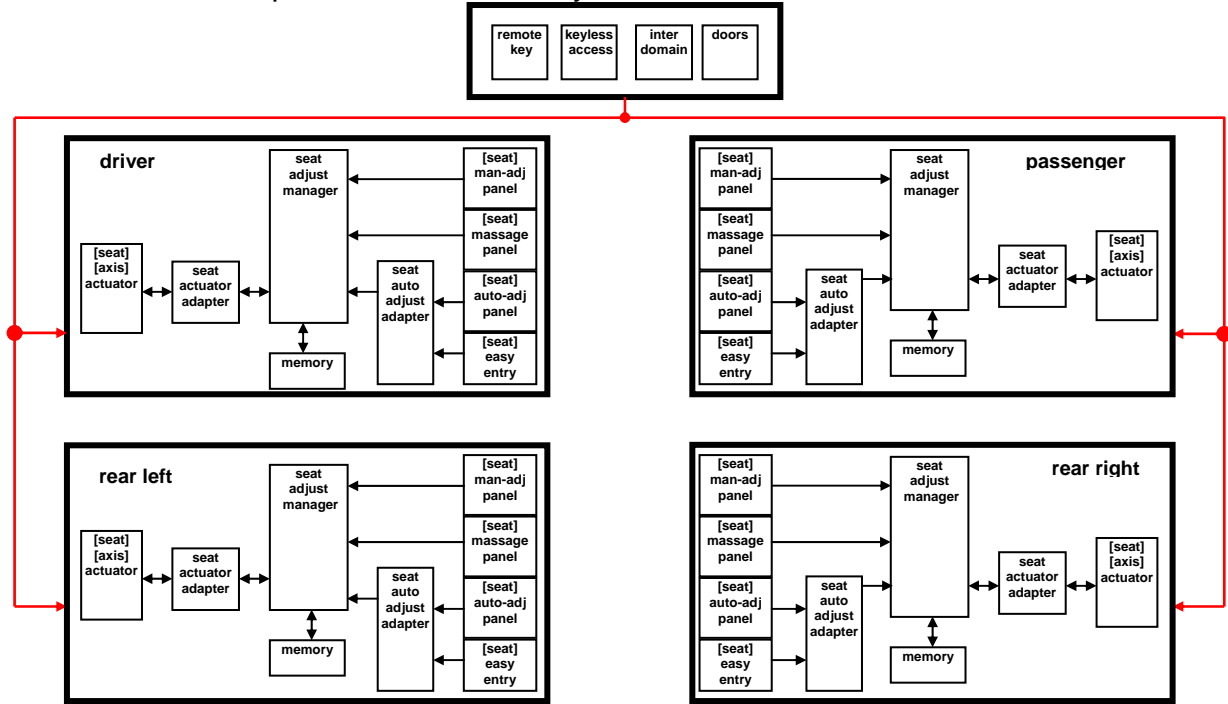 remote
key
keyless
access
inter
domain
doors
driver
seat
adjust
manager
[seat]
man-adj
panel
[seat]
massage
panel
[seat]
auto-adj
panel
[seat]
easy
entry
[seat]
[axis]
actuator
seat
actuator
adapter
seat
auto
adjust
adapter
memory
passenger
[seat]
man-adj
panel
[seat]
massage
panel
[seat]
auto-adj
panel
[seat]
easy
entry
seat
adjust
manager
seat
auto
adjust
adapter
seat
actuator
adapter
[seat]
[axis]
actuator
memory
rear left
seat
adjust
manager
[seat]
man-adj
panel
[seat]
massage
panel
[seat]
auto-adj
panel
[seat]
easy
entry
[seat]
[axis]
actuator
seat
actuator
adapter
seat
auto
adjust
adapter
memory
rear right
[seat]
man-adj
panel
[seat]
massage
panel
[seat]
auto-adj
panel
[seat]
easy
entry
seat
adjust
manager
seat
auto
adjust
adapter
seat
actuator
adapter
[seat]
[axis]
actuator
memory